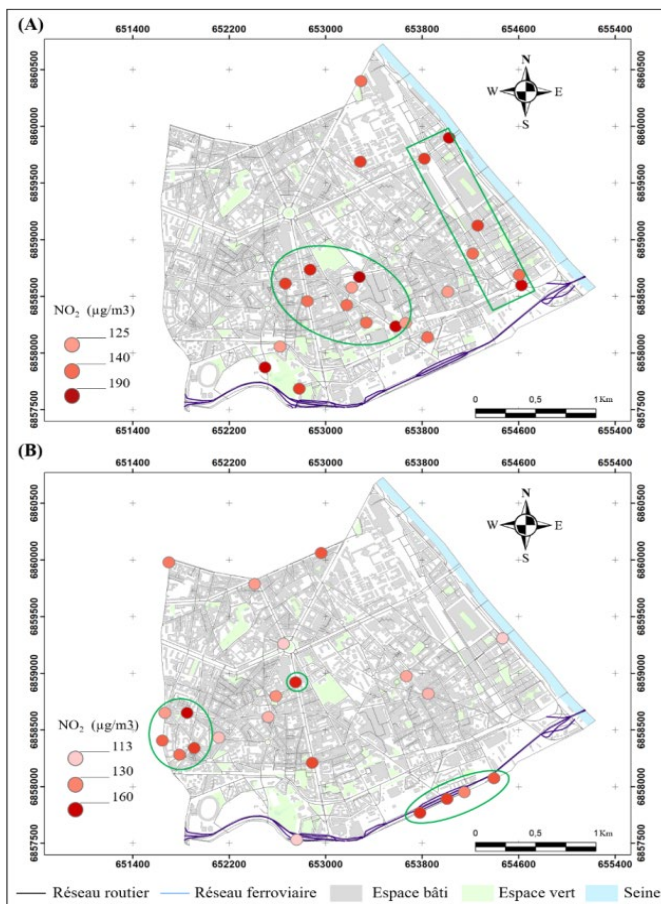 (A)
651400 652200 653000 653800 654600 655400
6860500
6860000
6859500
6859000
6858500
6858000
6857500
N
W E
S
NO₂ (µg/m3)
125
140
190
0 0,5 1 Km
651400 652200 653000 653800 654600 655400
(B)
651400 652200 653000 653800 654600 655400
6860500
6860000
6859500
6859000
6858500
6858000
6857500
N
W E
S
NO₂ (µg/m3)
113
130
160
0 0,5 1 Km
651400 652200 653000 653800 654600 655400
Réseau routier Réseau ferroviaire Espace bâti Espace vert Seine